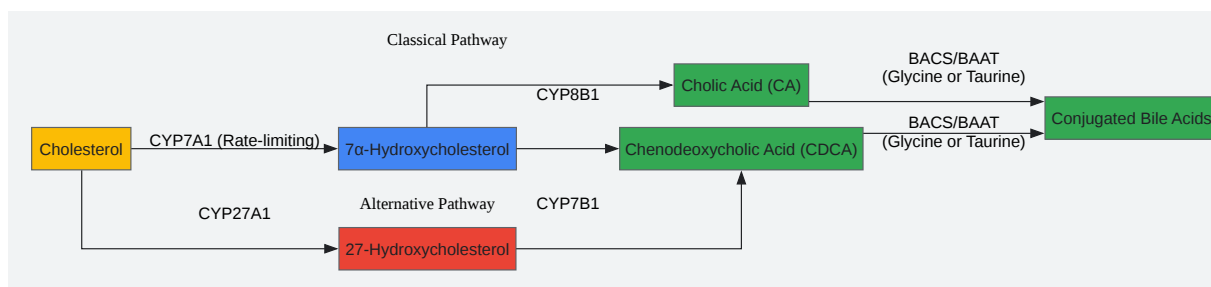 Classical Pathway
BACS/BAAT
(Glycine or Taurine)
CYP8B1
Cholic Acid (CA)
Conjugated Bile Acids
BACS/BAAT
(Glycine or Taurine)
Cholesterol
CYP7A1 (Rate-limiting)
7α-Hydroxycholesterol
Chenodeoxycholic Acid (CDCA)
Alternative Pathway
CYP7B1
CYP27A1
27-Hydroxycholesterol